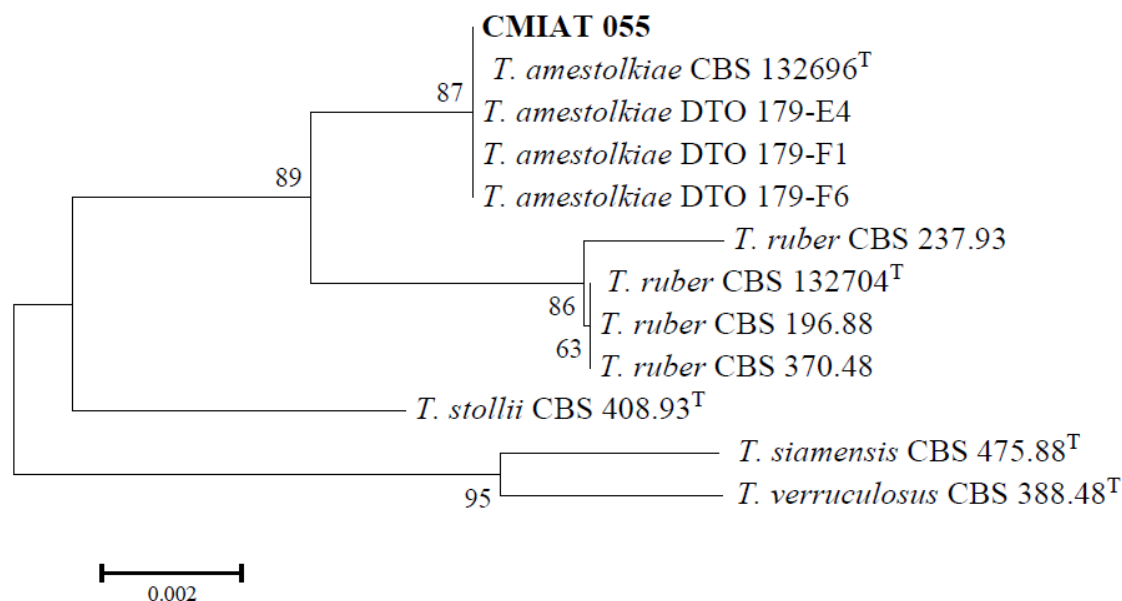 CMIAT 055
T. amestolkiae CBS 132696T
87
T. amestolkiae DTO 179-E4
T. amestolkiae DTO 179-F1
89
T. amestolkiae DTO 179-F6
T. ruber CBS 237.93
T. ruber CBS 132704T
86
T. ruber CBS 196.88
63
T. ruber CBS 370.48
T. stollii CBS 408.93T
T. siamensis CBS 475.88T
95
T. verruculosus CBS 388.48T
0.002